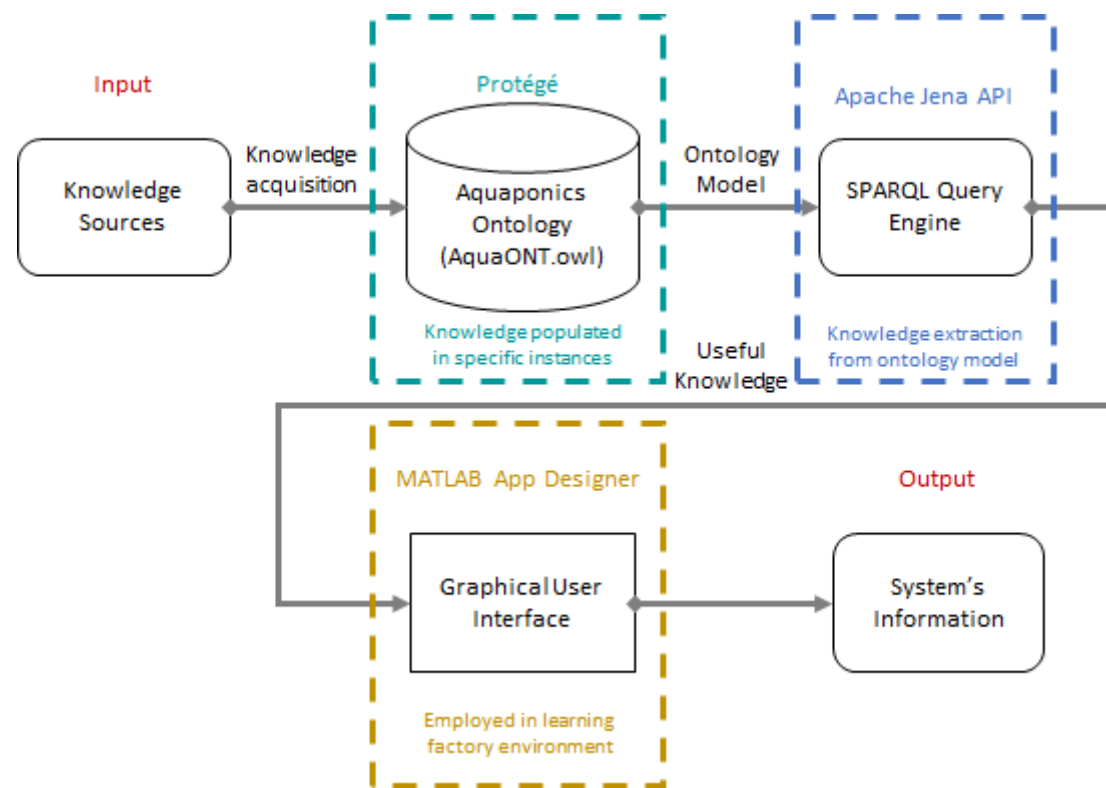 Input
Knowledge
Sources
Knowledge
acquisition
Protégé
Aquaponics
Ontology
(AquaONT.owl)
Knowledge populated
in specific instances
Ontology
Model
Apache Jena API
SPARQL Query
Engine
Knowledge extraction
from ontology model
Useful
Knowledge
MATLAB App Designer
Graphical User
Interface
Employed in learning
factory environment
Output
System’s
Information